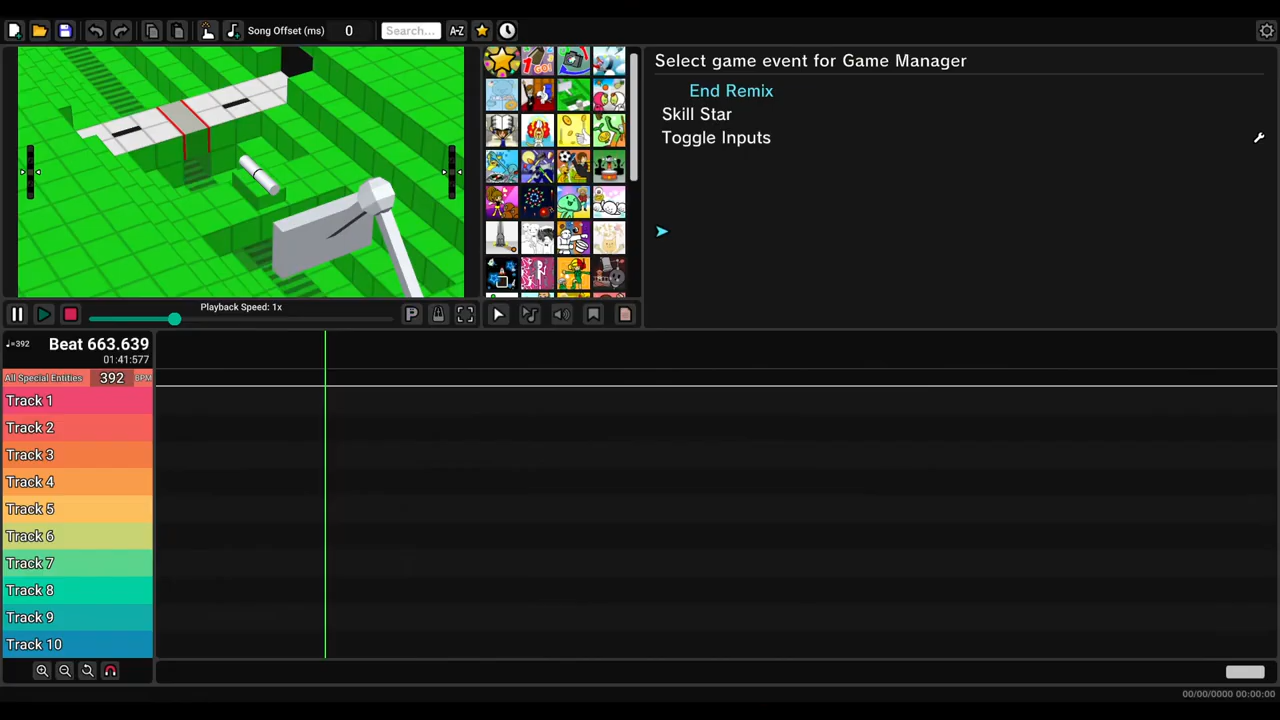 Song Offset (ms) 0
Search...
A-Z
Select game event for Game Manager
End Remix
Skill Star
Toggle Inputs
Playback Speed: 1x
P
♩=392 Beat 663.639
01:41:577
All Special Entities 392 BPM
Track 1
Track 2
Track 3
Track 4
Track 5
Track 6
Track 7
Track 8
Track 9
Track 10
00/00/0000 00:00:00